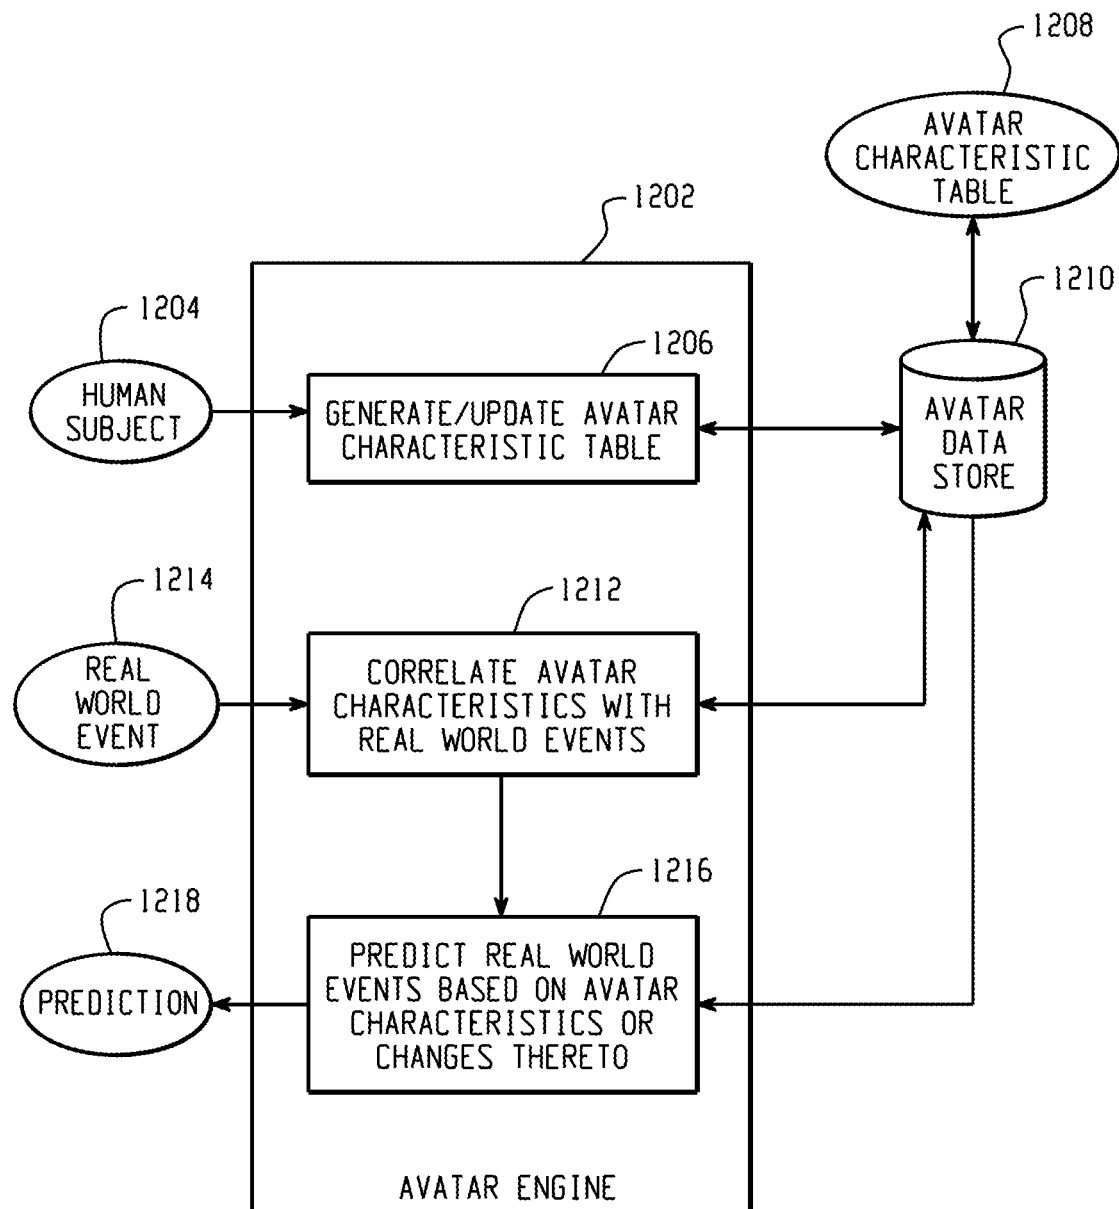 1208
AVATAR
CHARACTERISTIC
TABLE
1202
1210
1204
1206
HUMAN
SUBJECT
GENERATE/UPDATE AVATAR
CHARACTERISTIC TABLE
AVATAR
DATA
STORE
1214
1212
REAL
WORLD
EVENT
CORRELATE AVATAR
CHARACTERISTICS WITH
REAL WORLD EVENTS
1218
1216
PREDICTION
PREDICT REAL WORLD
EVENTS BASED ON AVATAR
CHARACTERISTICS OR
CHANGES THERETO
AVATAR ENGINE